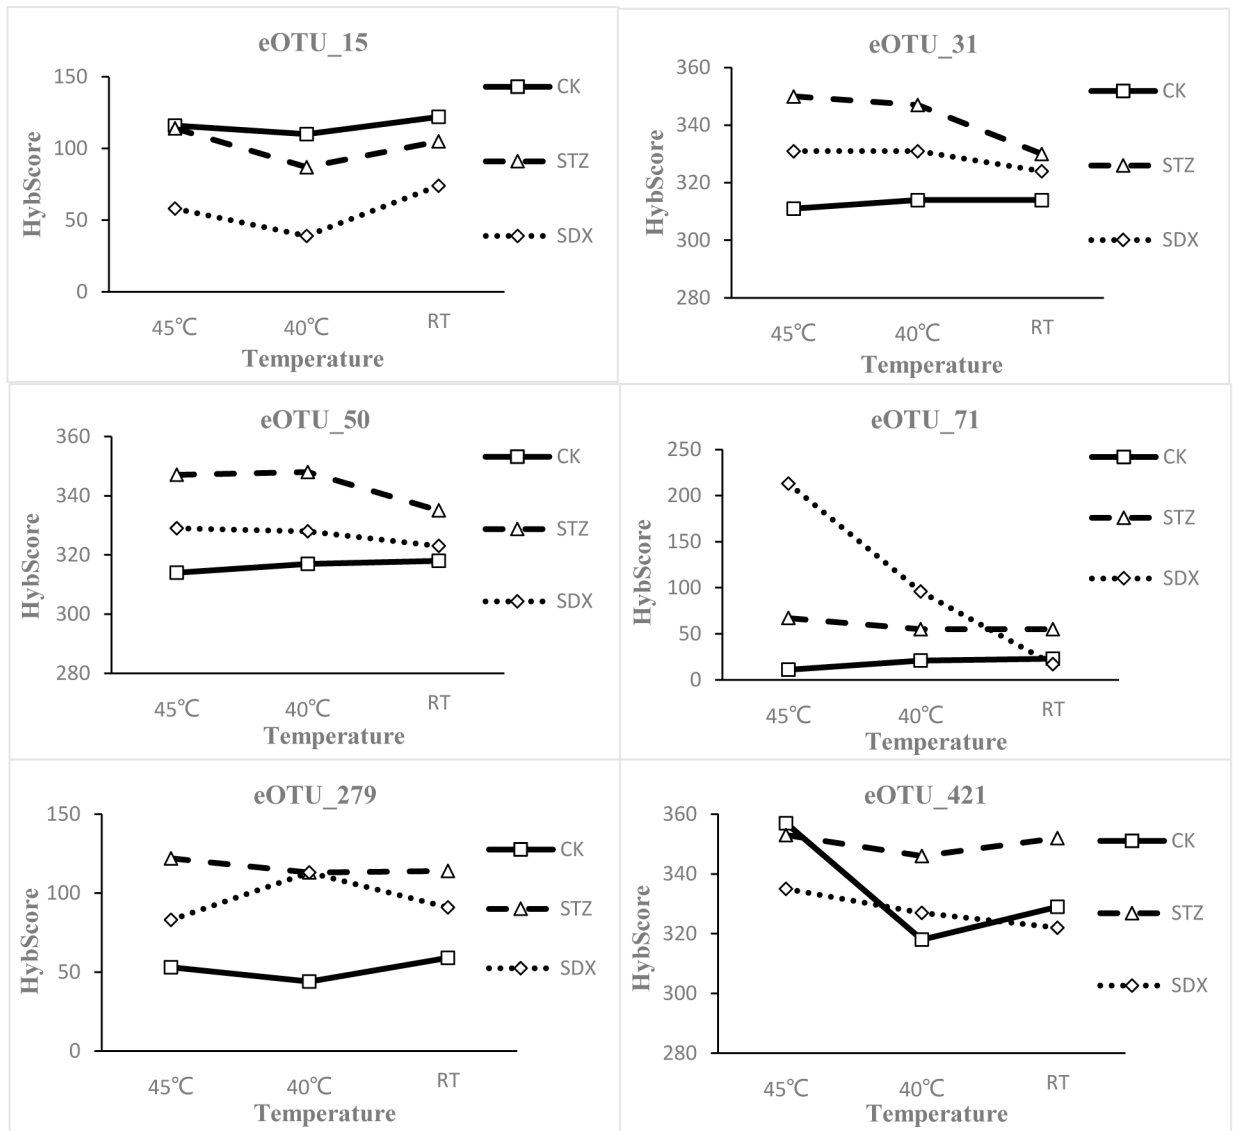 eOTU_15
150
100
50
0
HybScore
45℃ 40℃ RT
Temperature
CK
STZ
SDX
eOTU_31
360
340
320
300
280
HybScore
45℃ 40℃ RT
Temperature
CK
STZ
SDX
eOTU_50
360
340
320
300
280
HybScore
45℃ 40℃ RT
Temperature
CK
STZ
SDX
eOTU_71
250
200
150
100
50
0
HybScore
45℃ 40℃ RT
Temperature
CK
STZ
SDX
eOTU_279
150
100
50
0
HybScore
45℃ 40℃ RT
Temperature
CK
STZ
SDX
eOTU_421
360
340
320
300
280
HybScore
45℃ 40℃ RT
Temperature
CK
STZ
SDX